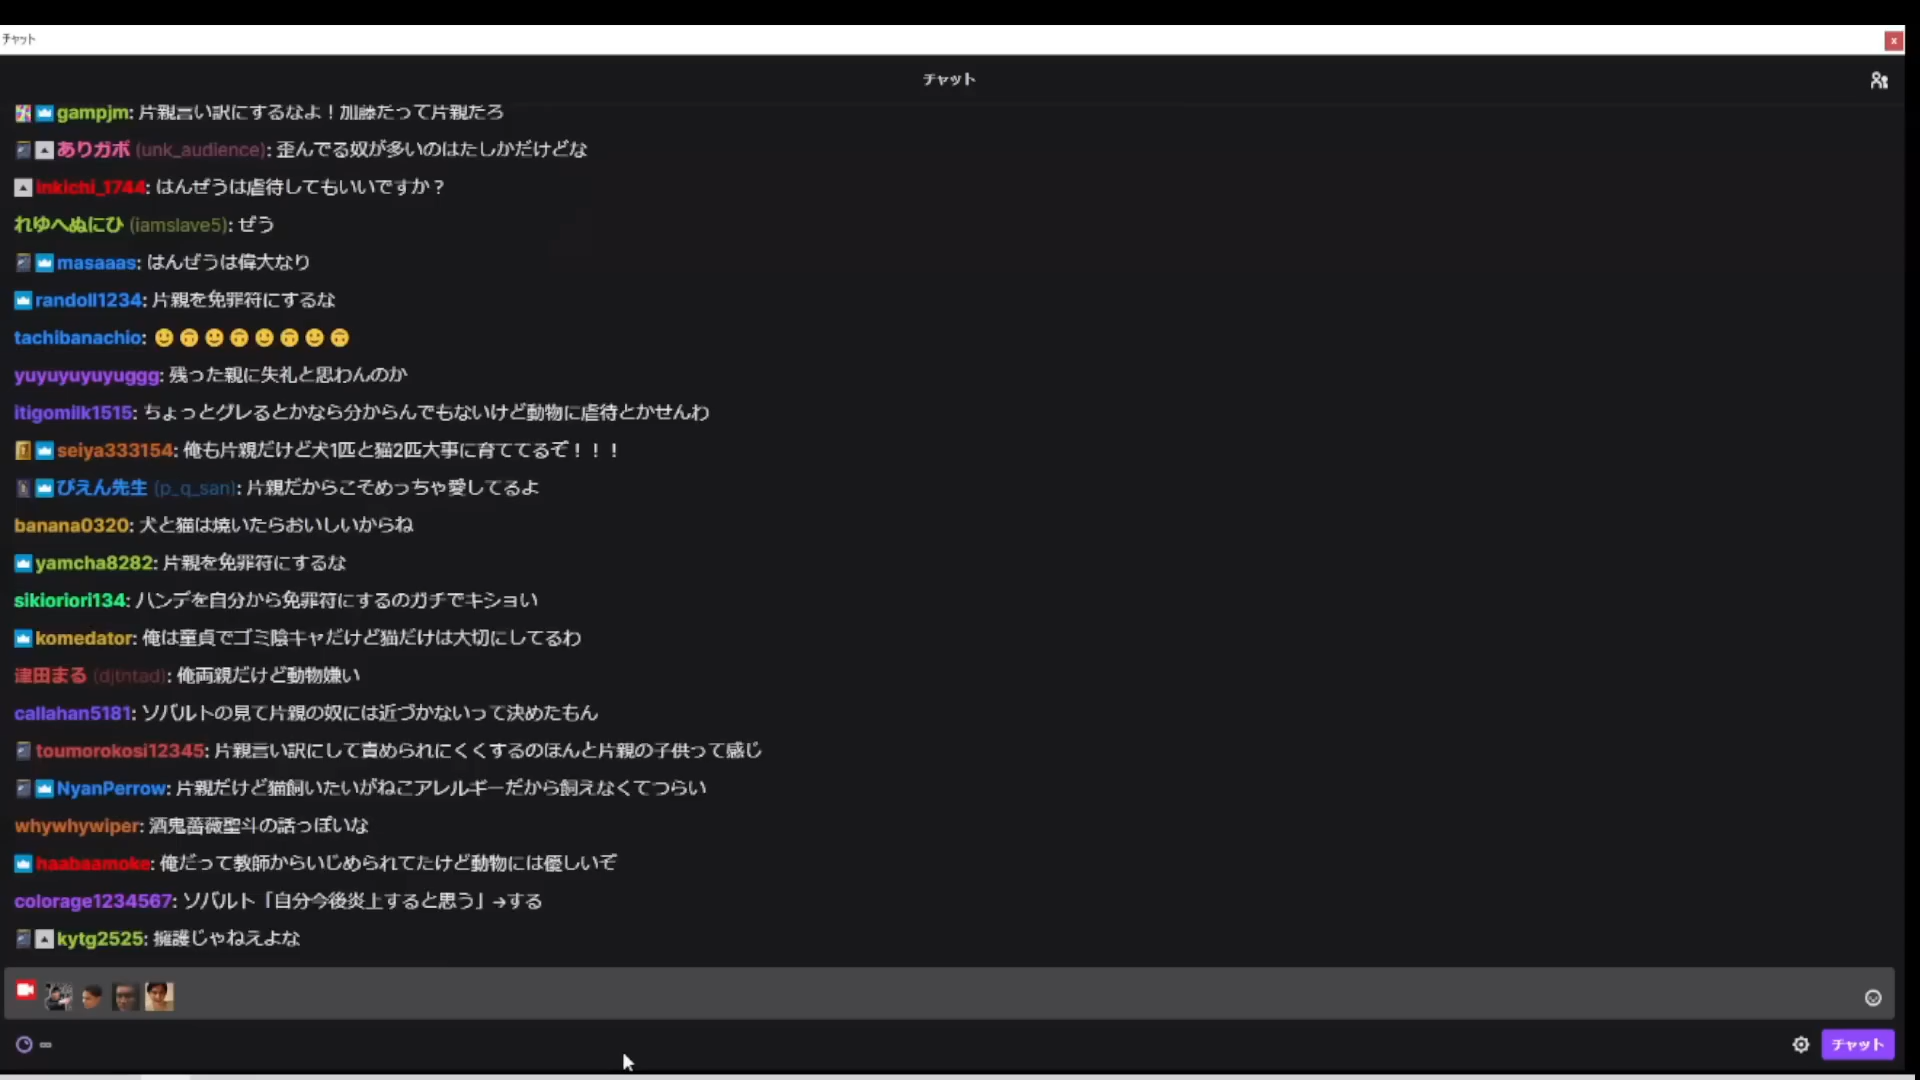 チャット
チャット
gampjm: 片親言い訳にするなよ！加藤だって片親だろ
ありガボ (unk_audience): 歪んでる奴が多いのはたしかだけどな
inkichi_1744: はんぜうは虐待してもいいですか？
れゆへぬにひ (iamslave5): ぜう
masaaas: はんぜうは偉大なり
randoll1234: 片親を免罪符にするな
tachibanachio: 🙂🙃🙂🙃🙂🙃🙂🙃
yuyuyuyuyuggg: 残った親に失礼と思わんのか
itigomilk1515: ちょっとグレるとかなら分からんでもないけど動物に虐待とかせんわ
seiya333154: 俺も片親だけど犬1匹と猫2匹大事に育ててるぞ！！！
ぴえん先生 (p_q_san): 片親だからこそめっちゃ愛してるよ
banana0320: 犬と猫は焼いたらおいしいからね
yamcha8282: 片親を免罪符にするな
sikioriori134: ハンデを自分から免罪符にするのガチでキショい
komedator: 俺は童貞でゴミ陰キャだけど猫だけは大切にしてるわ
津田まる (djtntad): 俺両親だけど動物嫌い
callahan5181: ソバルトの見て片親の奴には近づかないって決めたもん
toumorokosi12345: 片親言い訳にして責められにくくするのほんと片親の子供って感じ
NyanPerrow: 片親だけど猫飼いたいがねこアレルギーだから飼えなくてつらい
whywhywiper: 酒鬼薔薇聖斗の話っぽいな
haabaamoke: 俺だって教師からいじめられてたけど動物には優しいぞ
colorage1234567: ソバルト「自分今後炎上すると思う」→する
kytg2525: 擁護じゃねえよな
チャット